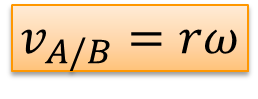 v_{A/B} = rω